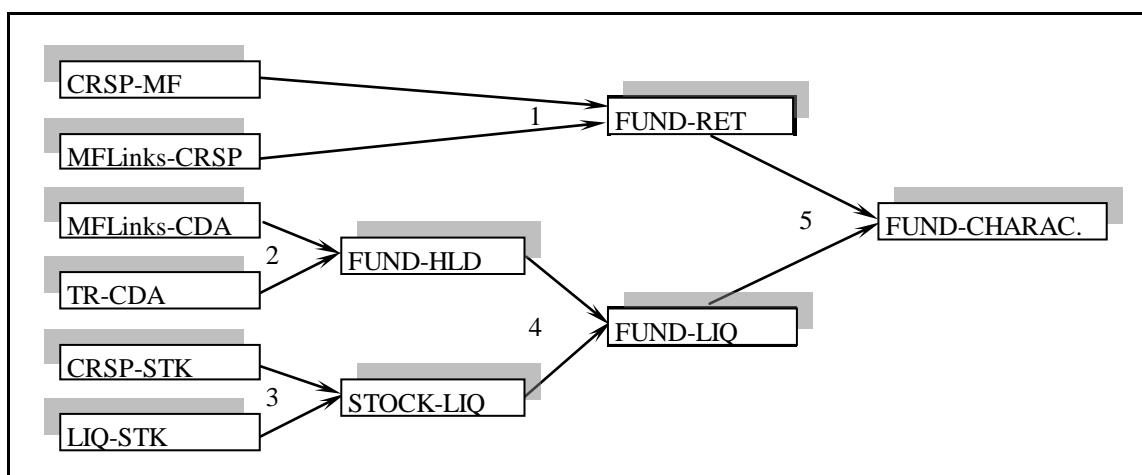 CRSP-MF
MFLinks-CRSP
1
FUND-RET
MFLinks-CDA
TR-CDA
2
FUND-HLD
CRSP-STK
LIQ-STK
3
STOCK-LIQ
4
FUND-LIQ
5
FUND-CHARAC.